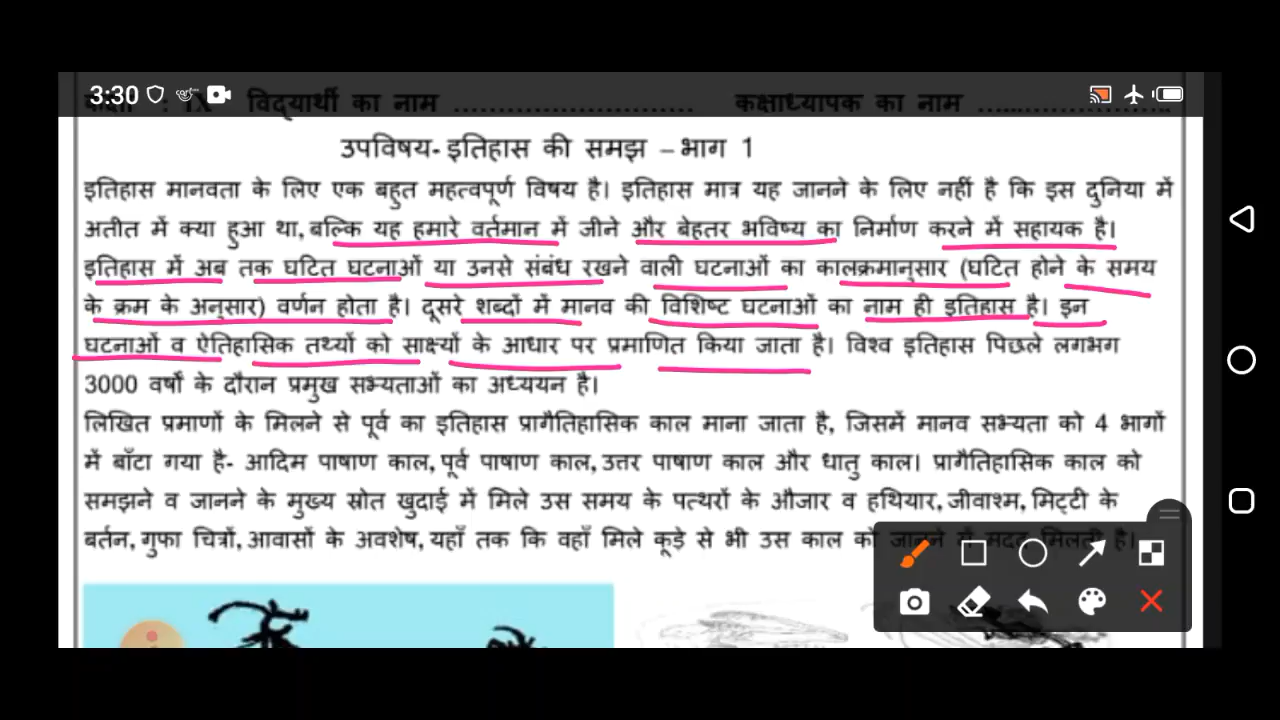 3:30
कक्षा : IX विद्यार्थी का नाम ............................ कक्षाध्यापक का नाम ........................
उपविषय- इतिहास की समझ – भाग 1
इतिहास मानवता के लिए एक बहुत महत्वपूर्ण विषय है। इतिहास मात्र यह जानने के लिए नहीं है कि इस दुनिया में
अतीत में क्या हुआ था, बल्कि यह हमारे वर्तमान में जीने और बेहतर भविष्य का निर्माण करने में सहायक है।
इतिहास में अब तक घटित घटनाओं या उनसे संबंध रखने वाली घटनाओं का कालक्रमानुसार (घटित होने के समय
के क्रम के अनुसार) वर्णन होता है। दूसरे शब्दों में मानव की विशिष्ट घटनाओं का नाम ही इतिहास है। इन
घटनाओं व ऐतिहासिक तथ्यों को साक्ष्यों के आधार पर प्रमाणित किया जाता है। विश्व इतिहास पिछले लगभग
3000 वर्षों के दौरान प्रमुख सभ्यताओं का अध्ययन है।
लिखित प्रमाणों के मिलने से पूर्व का इतिहास प्रागैतिहासिक काल माना जाता है, जिसमें मानव सभ्यता को 4 भागों
में बाँटा गया है- आदिम पाषाण काल, पूर्व पाषाण काल, उत्तर पाषाण काल और धातु काल। प्रागैतिहासिक काल को
समझने व जानने के मुख्य स्रोत खुदाई में मिले उस समय के पत्थरों के औजार व हथियार, जीवाश्म, मिट्टी के
बर्तन, गुफा चित्रों, आवासों के अवशेष, यहाँ तक कि वहाँ मिले कूड़े से भी उस काल को जानने में मदद मिलती है।